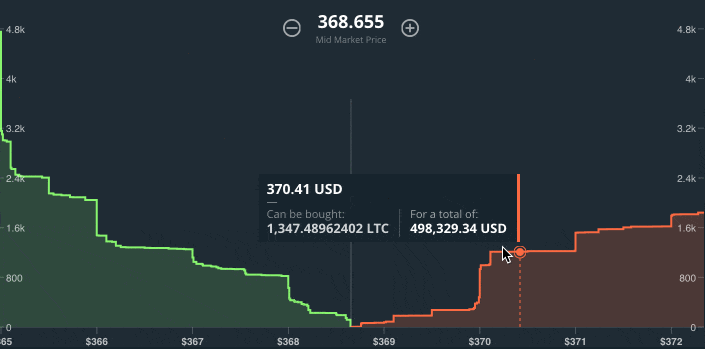 368.655
Mid Market Price
4.8k 4.8k
4k 4k
3.2k 3.2k
2.4k 2.4k
370.41 USD
Can be bought: For a total of:
1,347.48962402 LTC 498,329.34 USD
1.6k 1.6k
800 800
0 0
65 $366 $367 $368 $369 $370 $371 $372